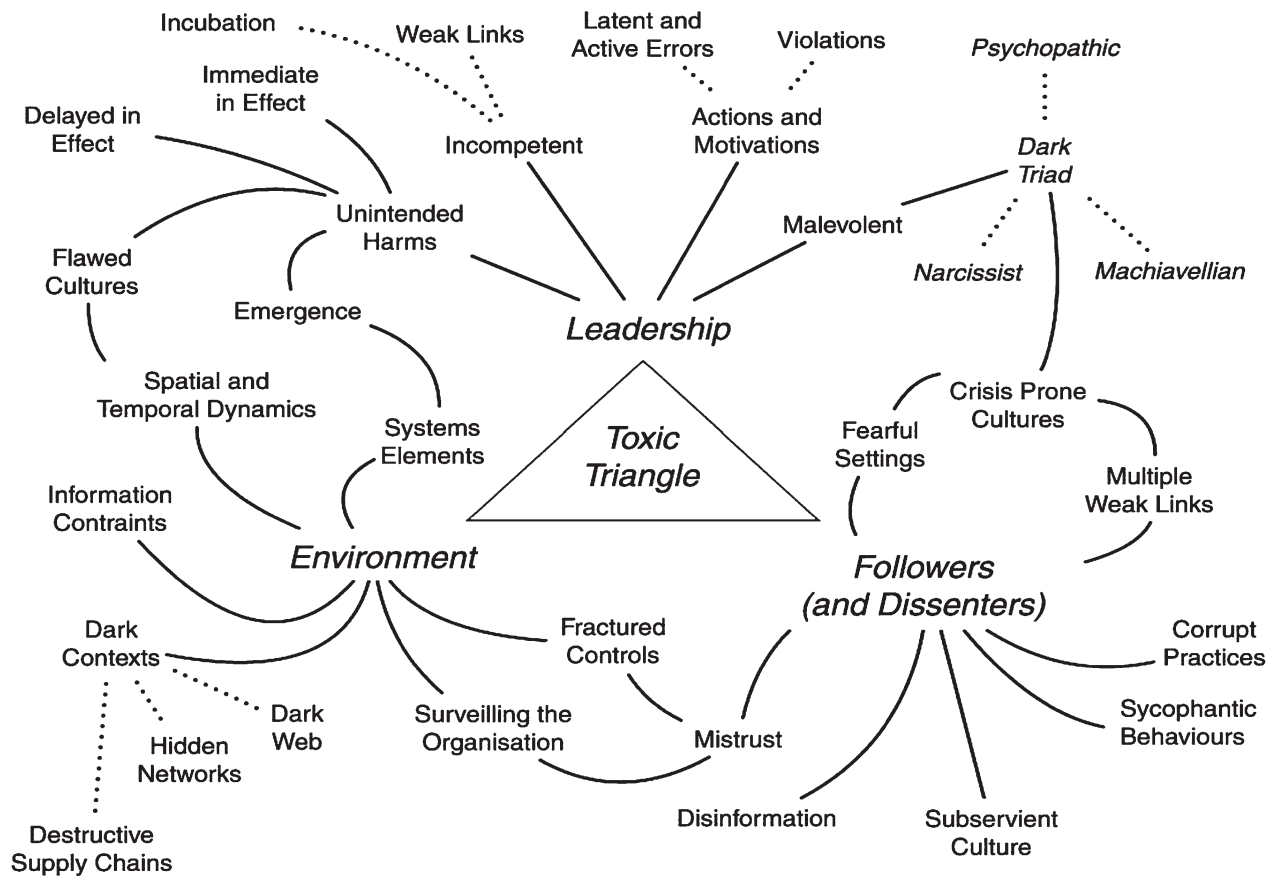 Incubation
Weak Links
Latent and
Active Errors
Violations
Psychopathic
Immediate
in Effect
Delayed in
Effect
Incompetent
Actions and
Motivations
Dark
Triad
Unintended
Harms
Malevolent
Flawed
Cultures
Narcissist
Machiavellian
Emergence
Leadership
Spatial and
Temporal Dynamics
Crisis Prone
Cultures
Systems
Elements
Toxic
Triangle
Fearful
Settings
Multiple
Weak Links
Information
Contraints
Environment
Followers
(and Dissenters)
Dark
Contexts
Fractured
Controls
Corrupt
Practices
Dark
Web
Surveilling the
Organisation
Mistrust
Sycophantic
Behaviours
Hidden
Networks
Disinformation
Subservient
Culture
Destructive
Supply Chains